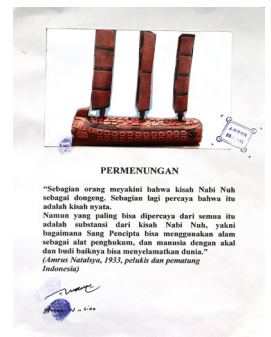 AMRUS
PERMENUNGAN
“Sebagian orang meyakini bahwa kisah Nabi Nuh
sebagai dongeng. Sebagian lagi percaya bahwa itu
adalah kisah nyata.
Namun yang paling bisa dipercaya dari semua itu
adalah substansi dari kisah Nabi Nuh, yakni
bagaimana Sang Pencipta bisa menggunakan alam
sebagai alat penghukum, dan manusia dengan akal
dan budi baiknya bisa menyelamatkan dunia.”
(Amrus Natalsya, 1933, pelukis dan pematung
Indonesia)